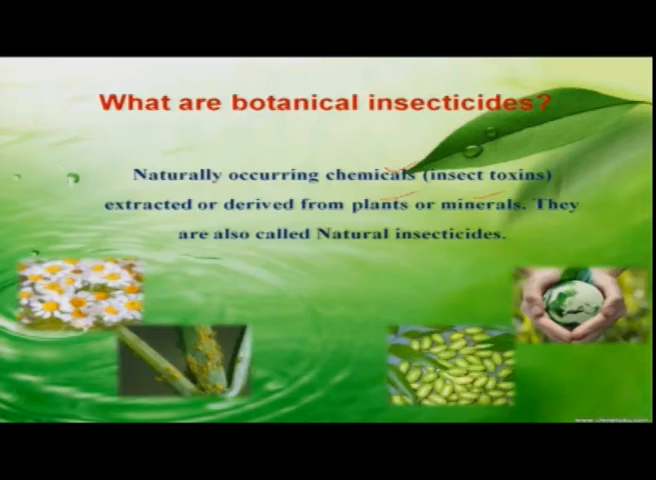 What are botanical insecticides?
Naturally occurring chemicals (insect toxins)
extracted or derived from plants or minerals. They
are also called Natural insecticides.